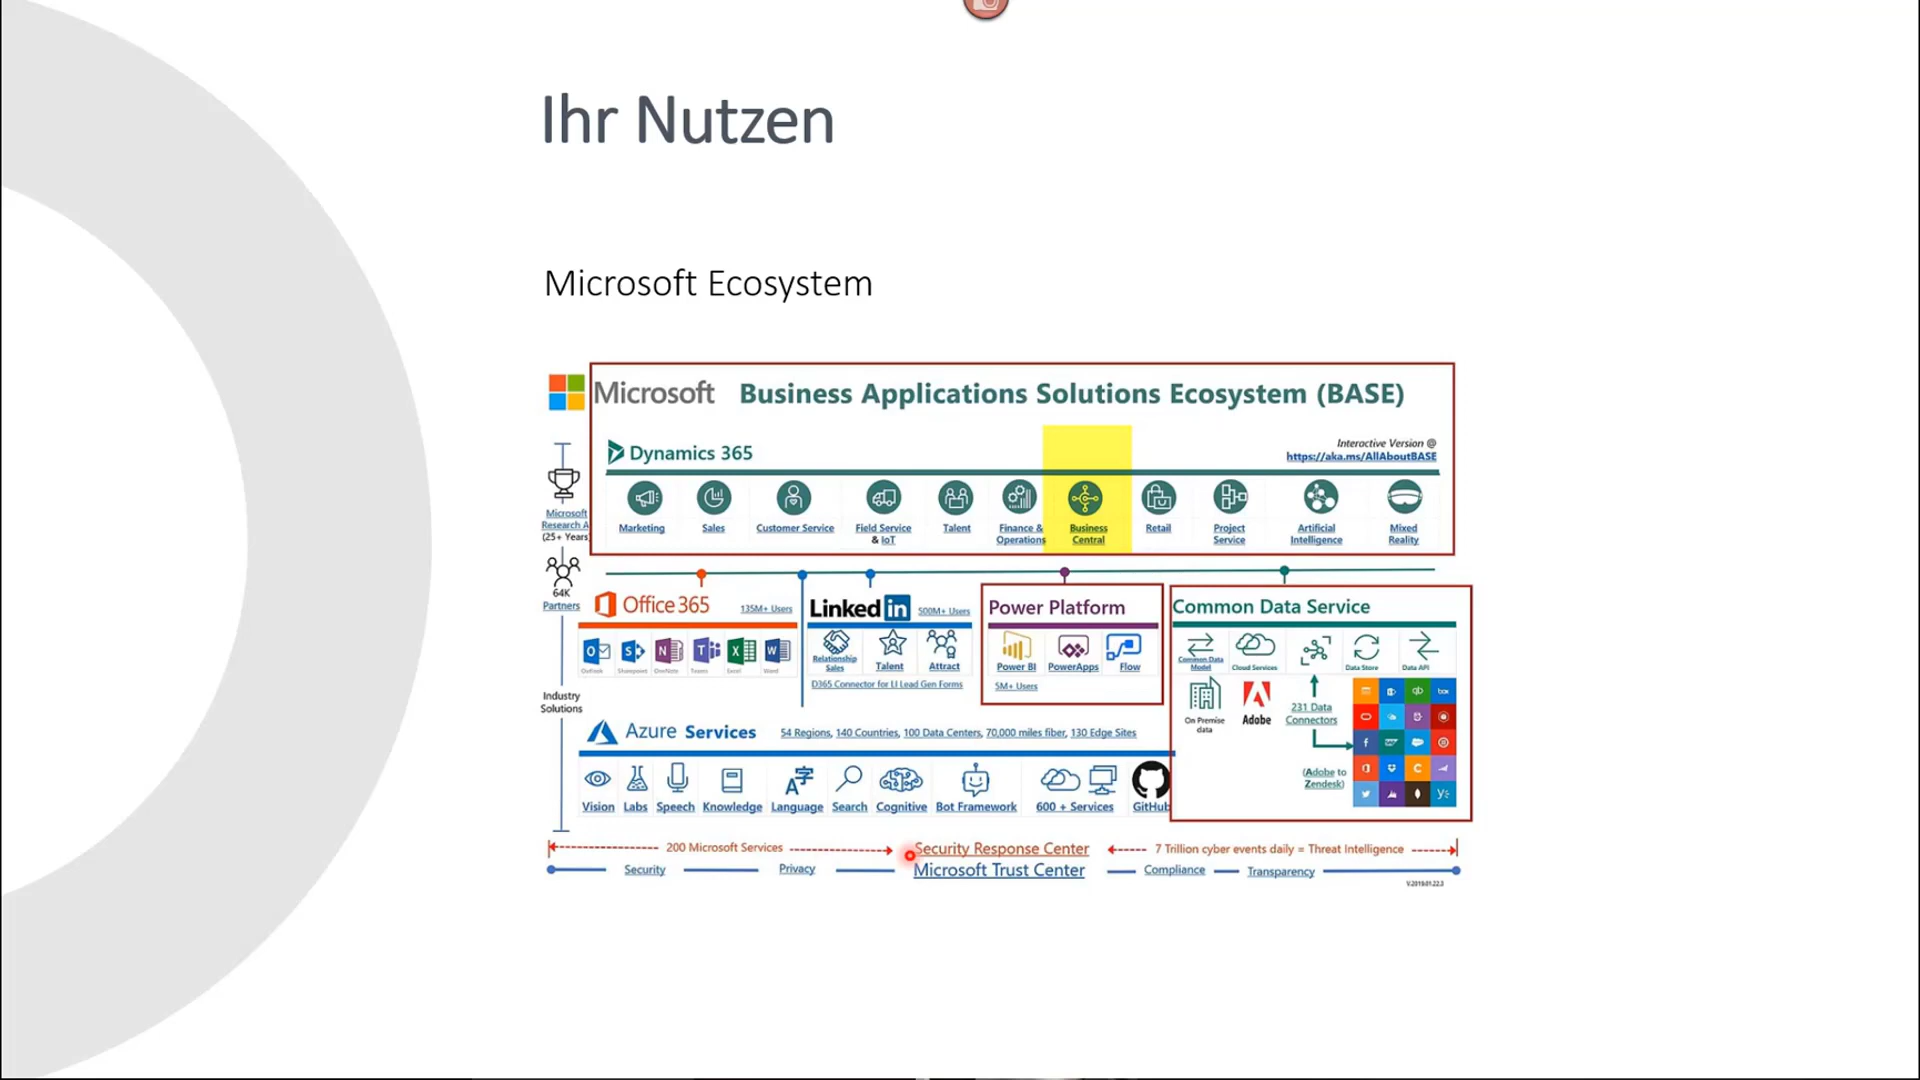 Ihr Nutzen
Microsoft Ecosystem
Microsoft Business Applications Solutions Ecosystem (BASE)
Dynamics 365
Interactive Version @
https://aka.ms/AllAboutBASE
Marketing
Sales
Customer Service
Field Service
& IoT
Talent
Finance &
Operations
Business
Central
Retail
Project
Service
Artificial
Intelligence
Mixed
Reality
Microsoft
Research A
(25+ Years)
64K
Partners
Industry
Solutions
Office 365
135M+ Users
Outlook
Sharepoint
OneNote
Teams
Excel
Word
Linked in
500M+ Users
Relationship
Sales
Talent
Attract
D365 Connector for LI Lead Gen Forms
Power Platform
Power BI
PowerApps
Flow
5M+ Users
Common Data Service
Common Data
Model
Cloud Services
Data Store
Data API
On Premise
data
Adobe
231 Data
Connectors
(Adobe to
Zendesk)
Azure Services
54 Regions, 140 Countries, 100 Data Centers, 70,000 miles fiber, 130 Edge Sites
Vision
Labs
Speech
Knowledge
Language
Search
Cognitive
Bot Framework
600 + Services
GitHub
200 Microsoft Services
Security Response Center
7 Trillion cyber events daily = Threat Intelligence
Security
Privacy
Microsoft Trust Center
Compliance
Transparency
V.2019.01.22.3